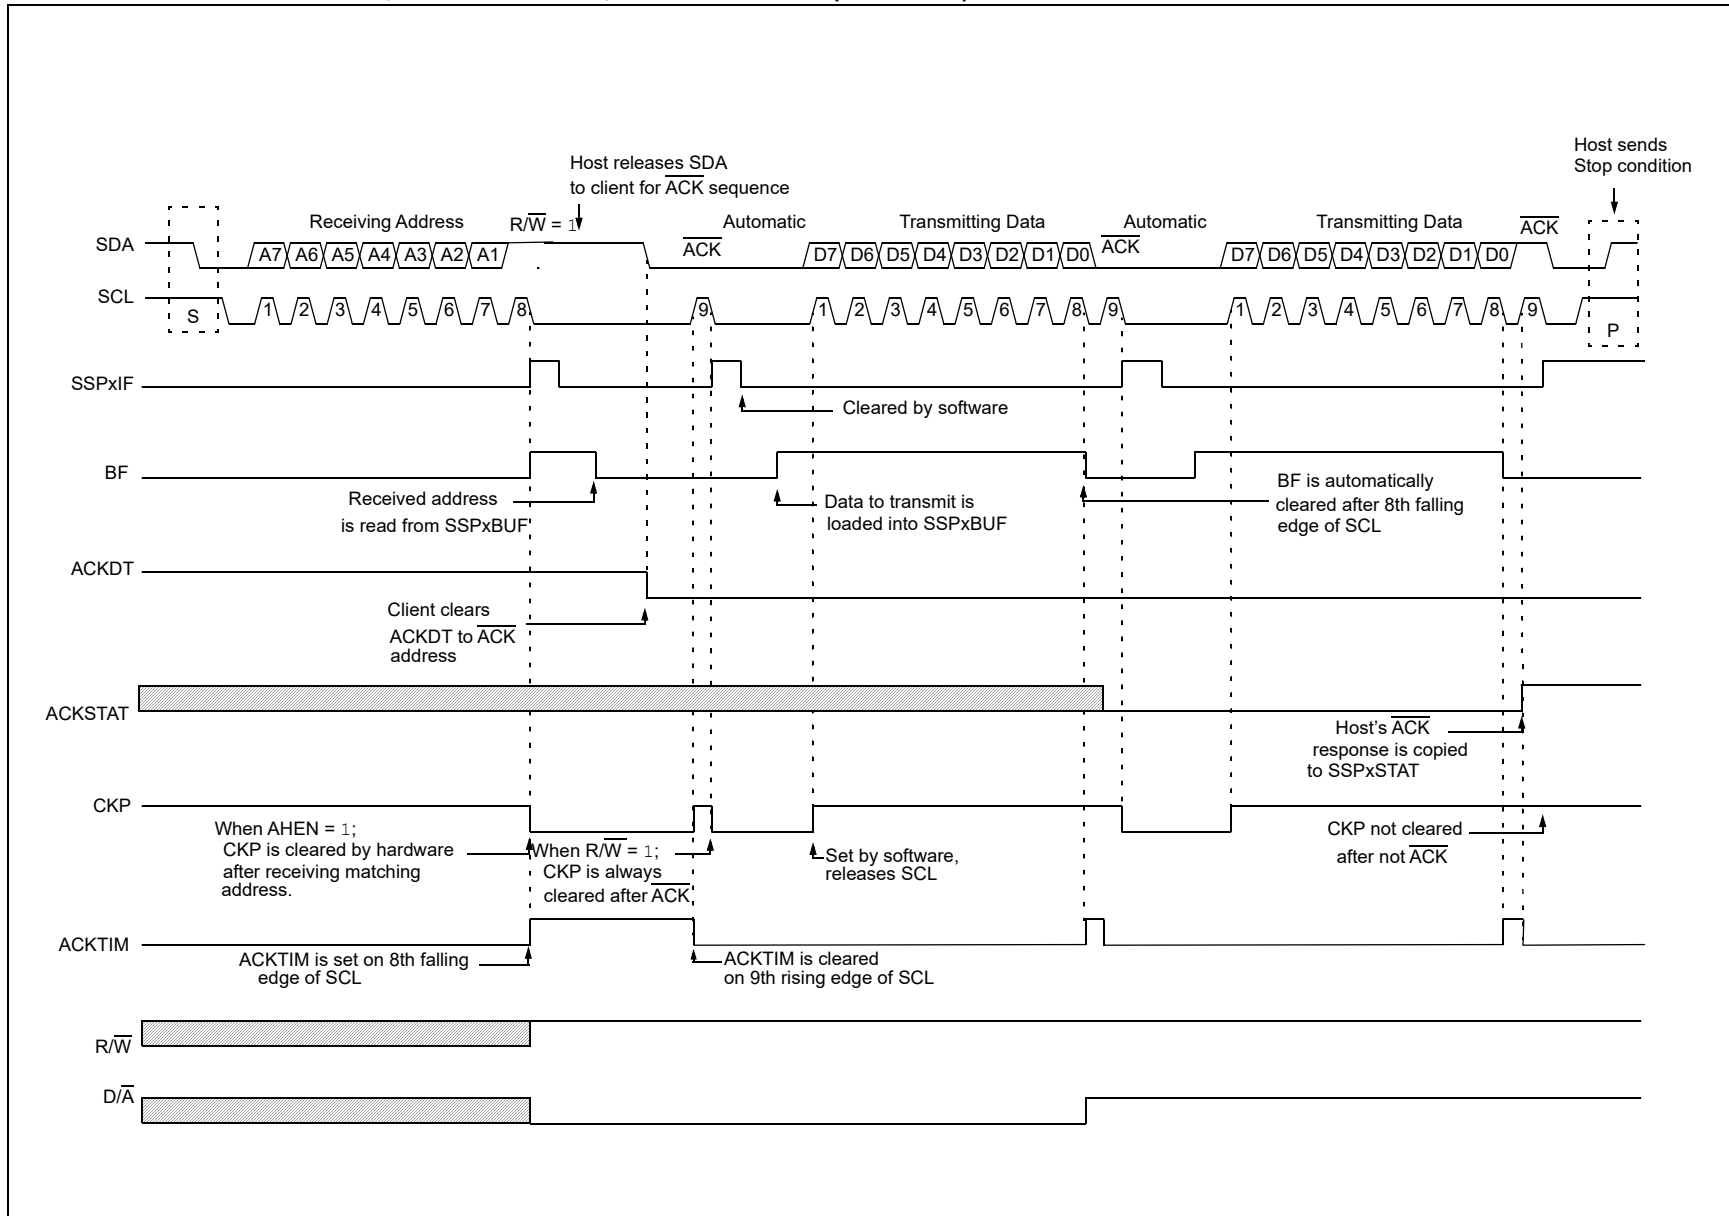 Host sends
Stop condition
Host releases SDA
to client for ACK sequence
Receiving Address R/W = 1 Automatic Transmitting Data Automatic Transmitting Data ACK
SDA A7 A6 A5 A4 A3 A2 A1 ACK D7 D6 D5 D4 D3 D2 D1 D0 ACK D7 D6 D5 D4 D3 D2 D1 D0
SCL S 1 2 3 4 5 6 7 8 9 1 2 3 4 5 6 7 8 9 1 2 3 4 5 6 7 8 9 P
SSPxIF
Cleared by software
BF
Received address
is read from SSPxBUF
Data to transmit is
loaded into SSPxBUF
BF is automatically
cleared after 8th falling
edge of SCL
ACKDT
Client clears
ACKDT to ACK
address
ACKSTAT
Host's ACK
response is copied
to SSPxSTAT
CKP
When AHEN = 1;
CKP is cleared by hardware
after receiving matching
address.
When R/W = 1;
CKP is always
cleared after ACK
Set by software,
releases SCL
CKP not cleared
after not ACK
ACKTIM
ACKTIM is set on 8th falling
edge of SCL
ACKTIM is cleared
on 9th rising edge of SCL
R/W
D/A